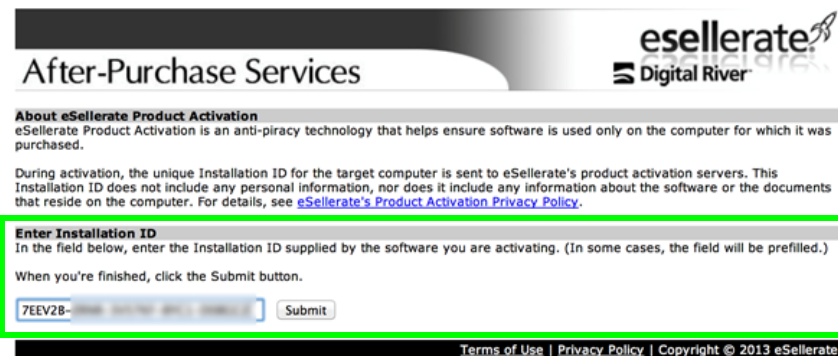 esellerate
After-Purchase Services
Digital River
About eSellerate Product Activation
eSellerate Product Activation is an anti-piracy technology that helps ensure software is used only on the computer for which it was
purchased.
During activation, the unique Installation ID for the target computer is sent to eSellerate's product activation servers. This
Installation ID does not include any personal information, nor does it include any information about the software or the documents
that reside on the computer. For details, see eSellerate's Product Activation Privacy Policy.
Enter Installation ID
In the field below, enter the Installation ID supplied by the software you are activating. (In some cases, the field will be prefilled.)
When you're finished, click the Submit button.
7EEV2B- Submit
Terms of Use | Privacy Policy | Copyright © 2013 eSellerate